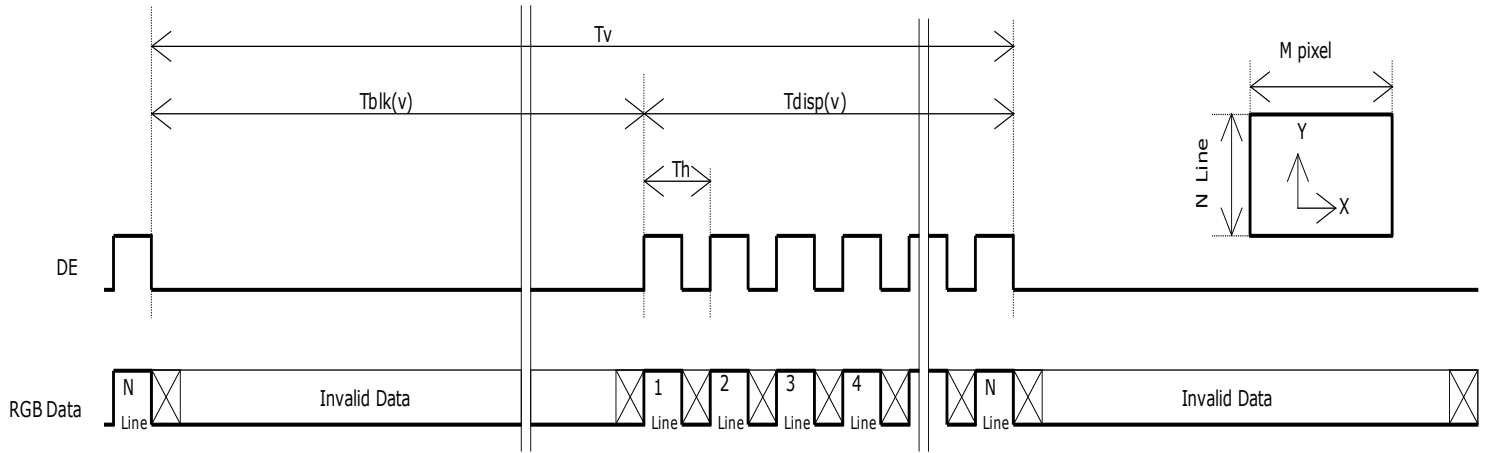 Tv
M pixel
Tblk(v)
Tdisp(v)
Th
N Line
Y
X
DE
RGB Data
N
Line
Invalid Data
1
Line
2
Line
3
Line
4
Line
N
Line
Invalid Data